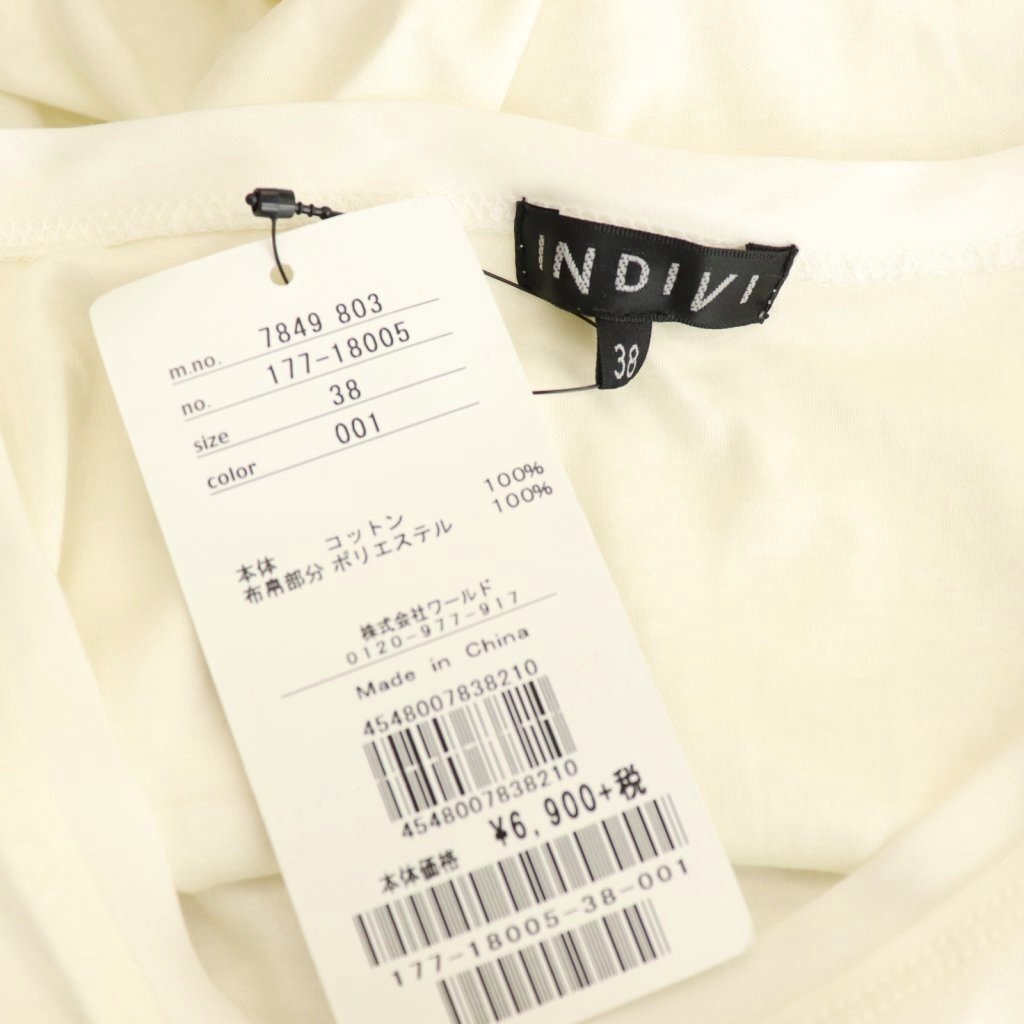 INDIVI
38
m.no. 7849 803
no. 177-18005
size 38
color 001
本体 コットン 100%
布帛部分 ポリエステル 100%
株式会社ワールド
0120-977-917
Made in China
4548007838210
4548007838210
¥6,900+税
本体価格
177-18005-38-001